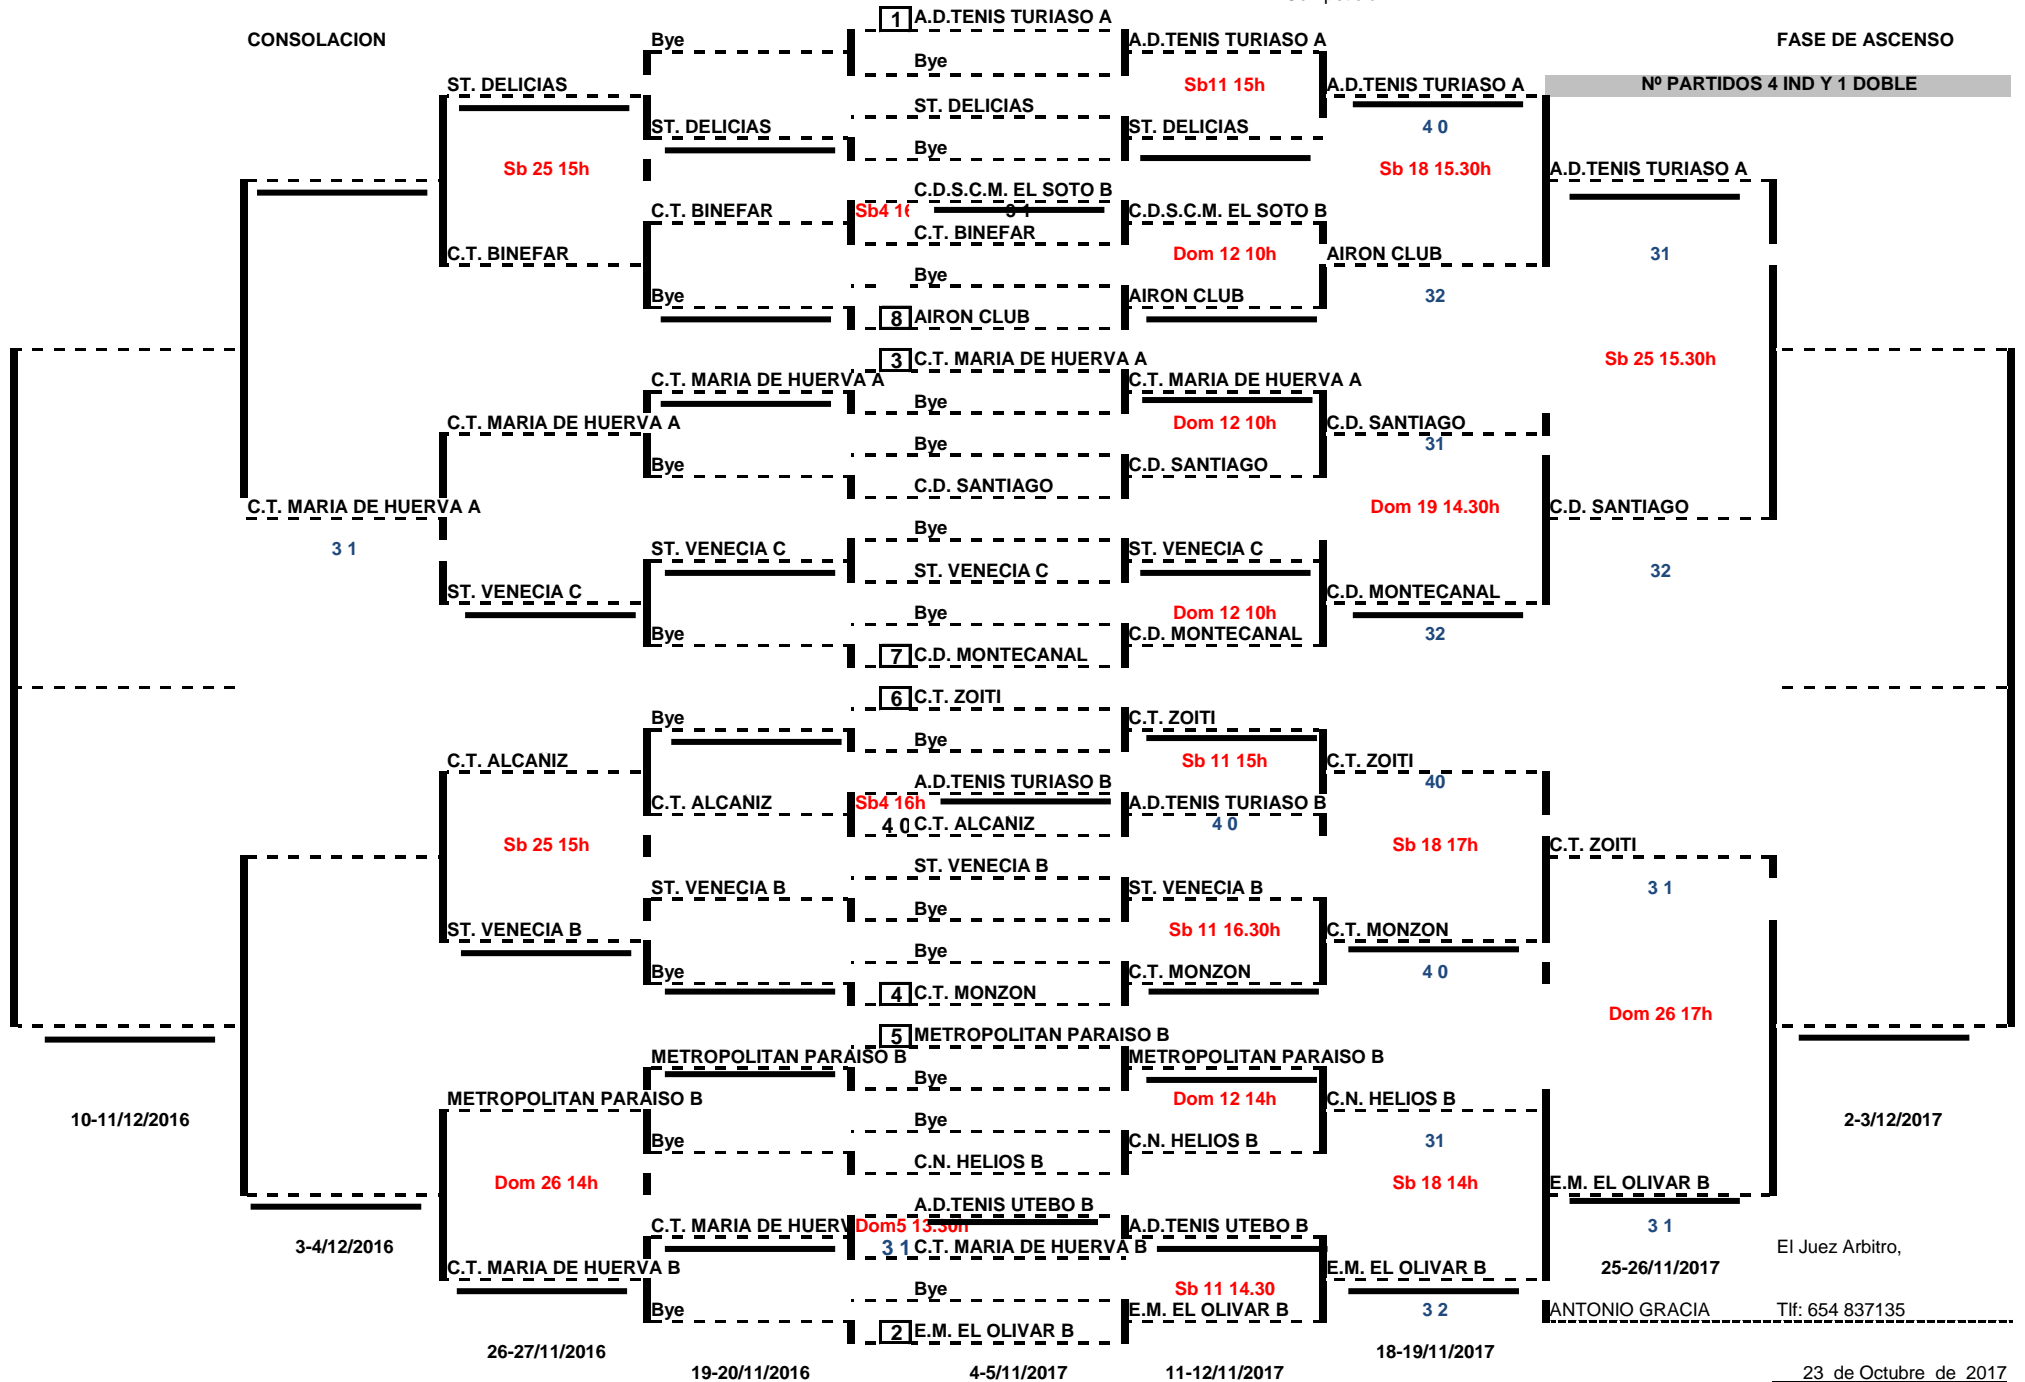 CONSOLACION
FASE DE ASCENSO
Nº PARTIDOS 4 IND Y 1 DOBLE
ST. DELICIAS
Sb 25 15h
C.T. BINEFAR
C.T. MARIA DE HUERVA A
C.T. MARIA DE HUERVA A
3 1
ST. VENECIA C
C.T. ALCANIZ
Sb 25 15h
ST. VENECIA B
METROPOLITAN PARAISO B
Dom 26 14h
C.T. MARIA DE HUERVA B
10-11/12/2016
3-4/12/2016
26-27/11/2016
Bye
ST. DELICIAS
C.T. BINEFAR
Bye
C.T. MARIA DE HUERVA A
Bye
ST. VENECIA C
Bye
Bye
C.T. ALCANIZ
ST. VENECIA B
Bye
METROPOLITAN PARAISO B
Bye
C.T. MARIA DE HUERV
Bye
19-20/11/2016
1 A.D.TENIS TURIASO A
Bye
ST. DELICIAS
Bye
C.D.S.C.M. EL SOTO B
Sb4 16
3 1
C.T. BINEFAR
Bye
8 AIRON CLUB
3 C.T. MARIA DE HUERVA A
Bye
Bye
C.D. SANTIAGO
Bye
ST. VENECIA C
Bye
7 C.D. MONTECANAL
6 C.T. ZOITI
Bye
A.D.TENIS TURIASO B
Sb4 16h
4 0 C.T. ALCANIZ
ST. VENECIA B
Bye
Bye
4 C.T. MONZON
5 METROPOLITAN PARAISO B
Bye
Bye
C.N. HELIOS B
A.D.TENIS UTEBO B
Dom5 13.30h
3 1 C.T. MARIA DE HUERVA B
Bye
2 E.M. EL OLIVAR B
4-5/11/2017
A.D.TENIS TURIASO A
Sb11 15h
ST. DELICIAS
C.D.S.C.M. EL SOTO B
Dom 12 10h
AIRON CLUB
C.T. MARIA DE HUERVA A
Dom 12 10h
C.D. SANTIAGO
ST. VENECIA C
Dom 12 10h
C.D. MONTECANAL
C.T. ZOITI
Sb 11 15h
A.D.TENIS TURIASO B
4 0
ST. VENECIA B
Sb 11 16.30h
C.T. MONZON
METROPOLITAN PARAISO B
Dom 12 14h
C.N. HELIOS B
A.D.TENIS UTEBO B
Sb 11 14.30
E.M. EL OLIVAR B
11-12/11/2017
A.D.TENIS TURIASO A
4 0
Sb 18 15.30h
AIRON CLUB
32
C.D. SANTIAGO
31
Dom 19 14.30h
C.D. MONTECANAL
32
C.T. ZOITI
40
Sb 18 17h
C.T. MONZON
4 0
C.N. HELIOS B
31
Sb 18 14h
E.M. EL OLIVAR B
3 2
18-19/11/2017
A.D.TENIS TURIASO A
31
Sb 25 15.30h
C.D. SANTIAGO
32
C.T. ZOITI
3 1
Dom 26 17h
E.M. EL OLIVAR B
3 1
25-26/11/2017
2-3/12/2017
El Juez Arbitro,
ANTONIO GRACIA Tlf: 654 837135
23 de Octubre de 2017